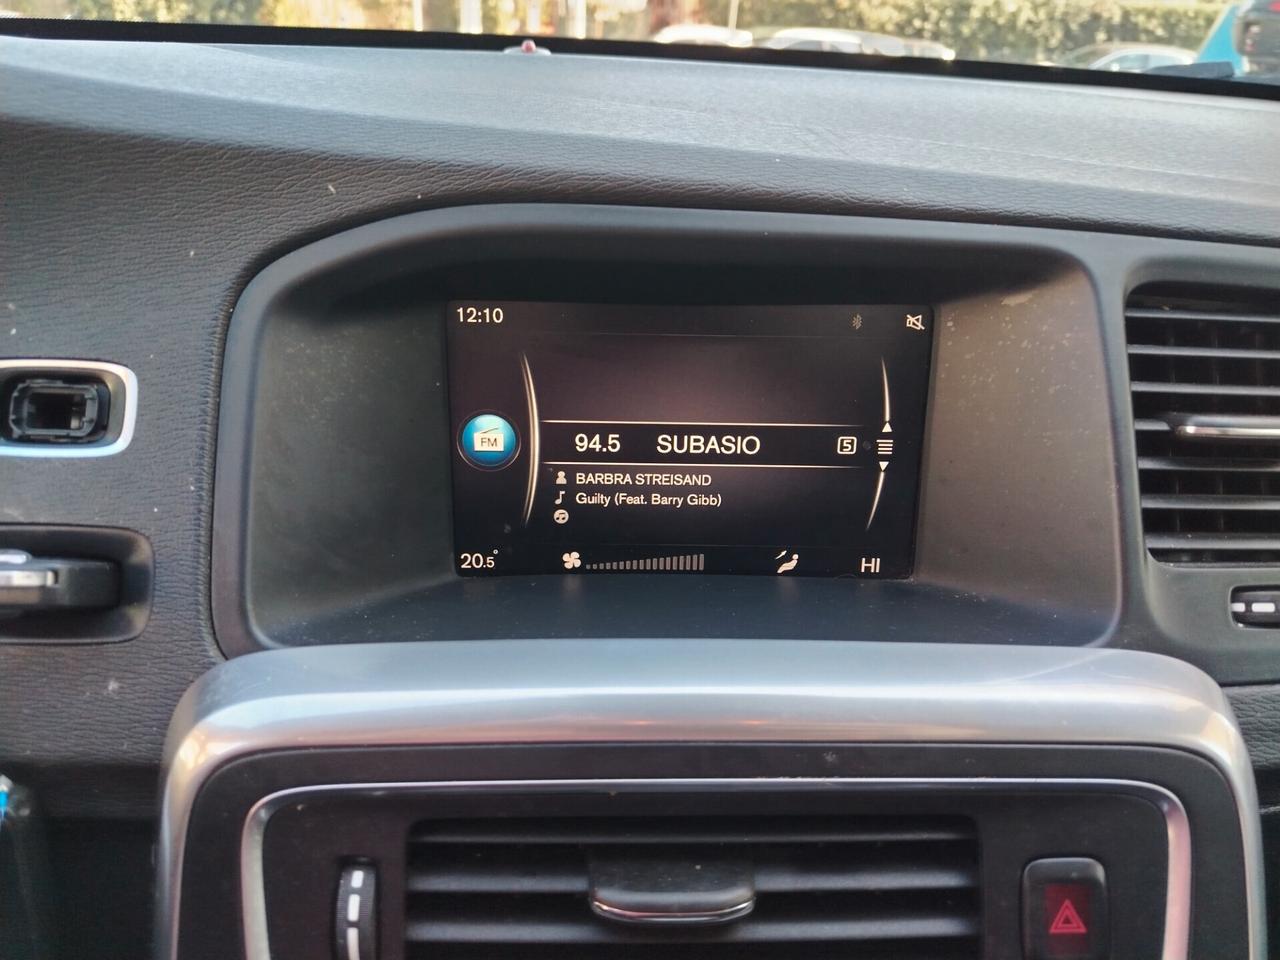 12:10
FM
94.5 SUBASIO 5
BARBRA STREISAND
Guilty (Feat. Barry Gibb)
20.5° HI